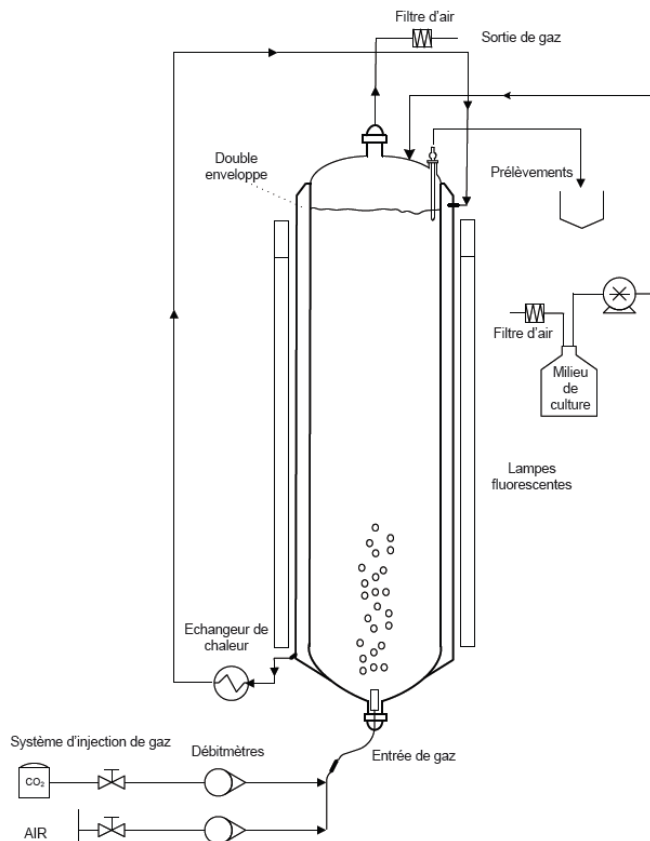 Filtre d'air
Sortie de gaz
Double
enveloppe
Prélèvements
Filtre d'air
Milieu
de
culture
Lampes
fluorescentes
Echangeur de
chaleur
Système d'injection de gaz
Débitmètres
Entrée de gaz
CO₂
AIR